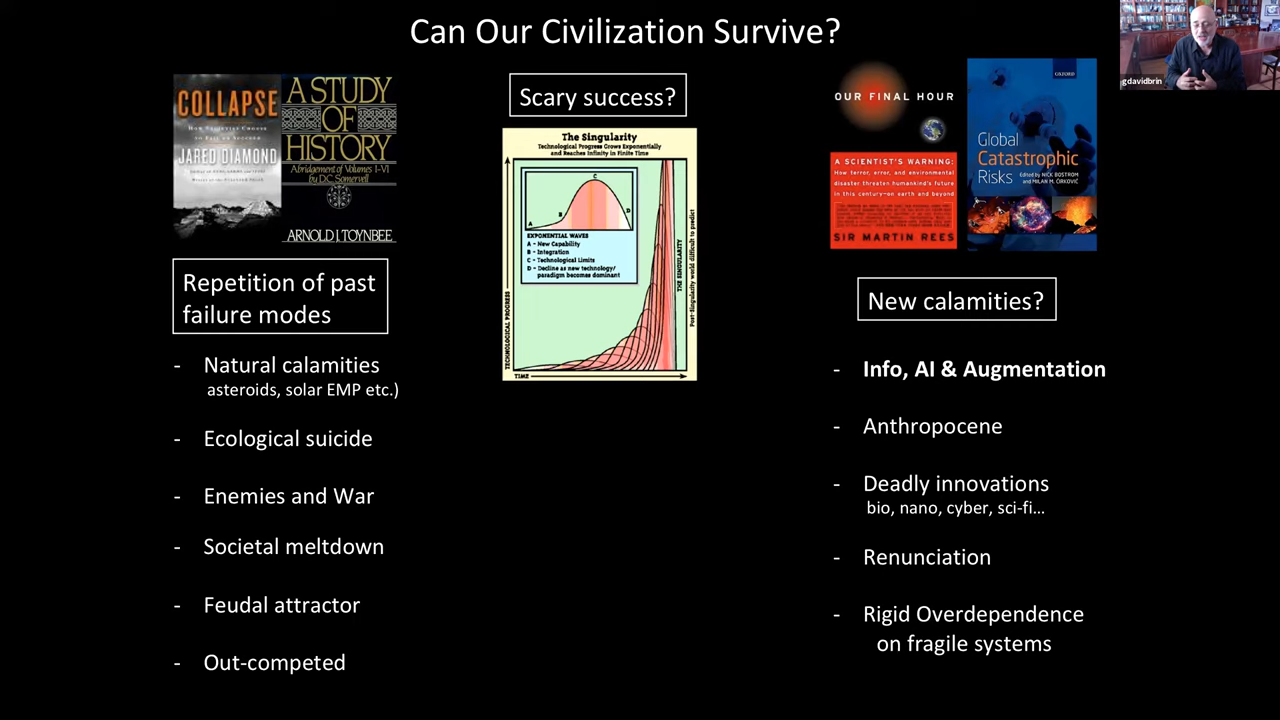 Can Our Civilization Survive?
gdavidbrin
COLLAPSE
HOW SOCIETIES CHOOSE
TO FAIL OR SUCCEED
JARED DIAMOND
A STUDY
OF
HISTORY
Abridgement of Volumes I-VI
by D.C. Somervell
ARNOLD J. TOYNBEE
Repetition of past
failure modes
- Natural calamities
asteroids, solar EMP etc.)
- Ecological suicide
- Enemies and War
- Societal meltdown
- Feudal attractor
- Out-competed
Scary success?
The Singularity
Technological Progress Grows Exponentially
and Reaches Infinity in Finite Time
A
B
C
D
EXPONENTIAL WAVES
A - New Capability
B - Integration
C - Technological Limits
D - Decline as new technology/
paradigm becomes dominant
TECHNOLOGICAL PROGRESS
TIME
THE SINGULARITY
Post-Singularity world difficult to predict
OUR FINAL HOUR
A SCIENTIST'S WARNING:
How terror, error, and environmental
disaster threaten humankind's future
in this century—on earth and beyond
SIR MARTIN REES
OXFORD
Global
Catastrophic
Risks
Edited by NICK BOSTROM
and MILAN M. ĆIRKOVIĆ
New calamities?
- Info, AI & Augmentation
- Anthropocene
- Deadly innovations
bio, nano, cyber, sci-fi...
- Renunciation
- Rigid Overdependence
on fragile systems